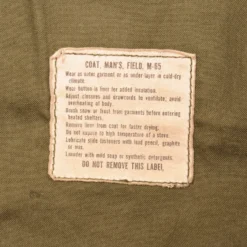 COAT, MAN'S, FIELD, M-65
Wear as outer garment or as under layer in cold-dry
climate.
Wear button in liner for added insulation.
Adjust closures and drawcords to ventilate; avoid
overheating of body.
Brush snow or frost from garments before entering
heated shelters.
Remove liner from coat for faster drying.
Do not expose to high temperature of a stove.
Lubricate slide fasteners with lead pencil, graphite
or wax.
Launder with mild soap or synthetic detergents.
DO NOT REMOVE THIS LABEL